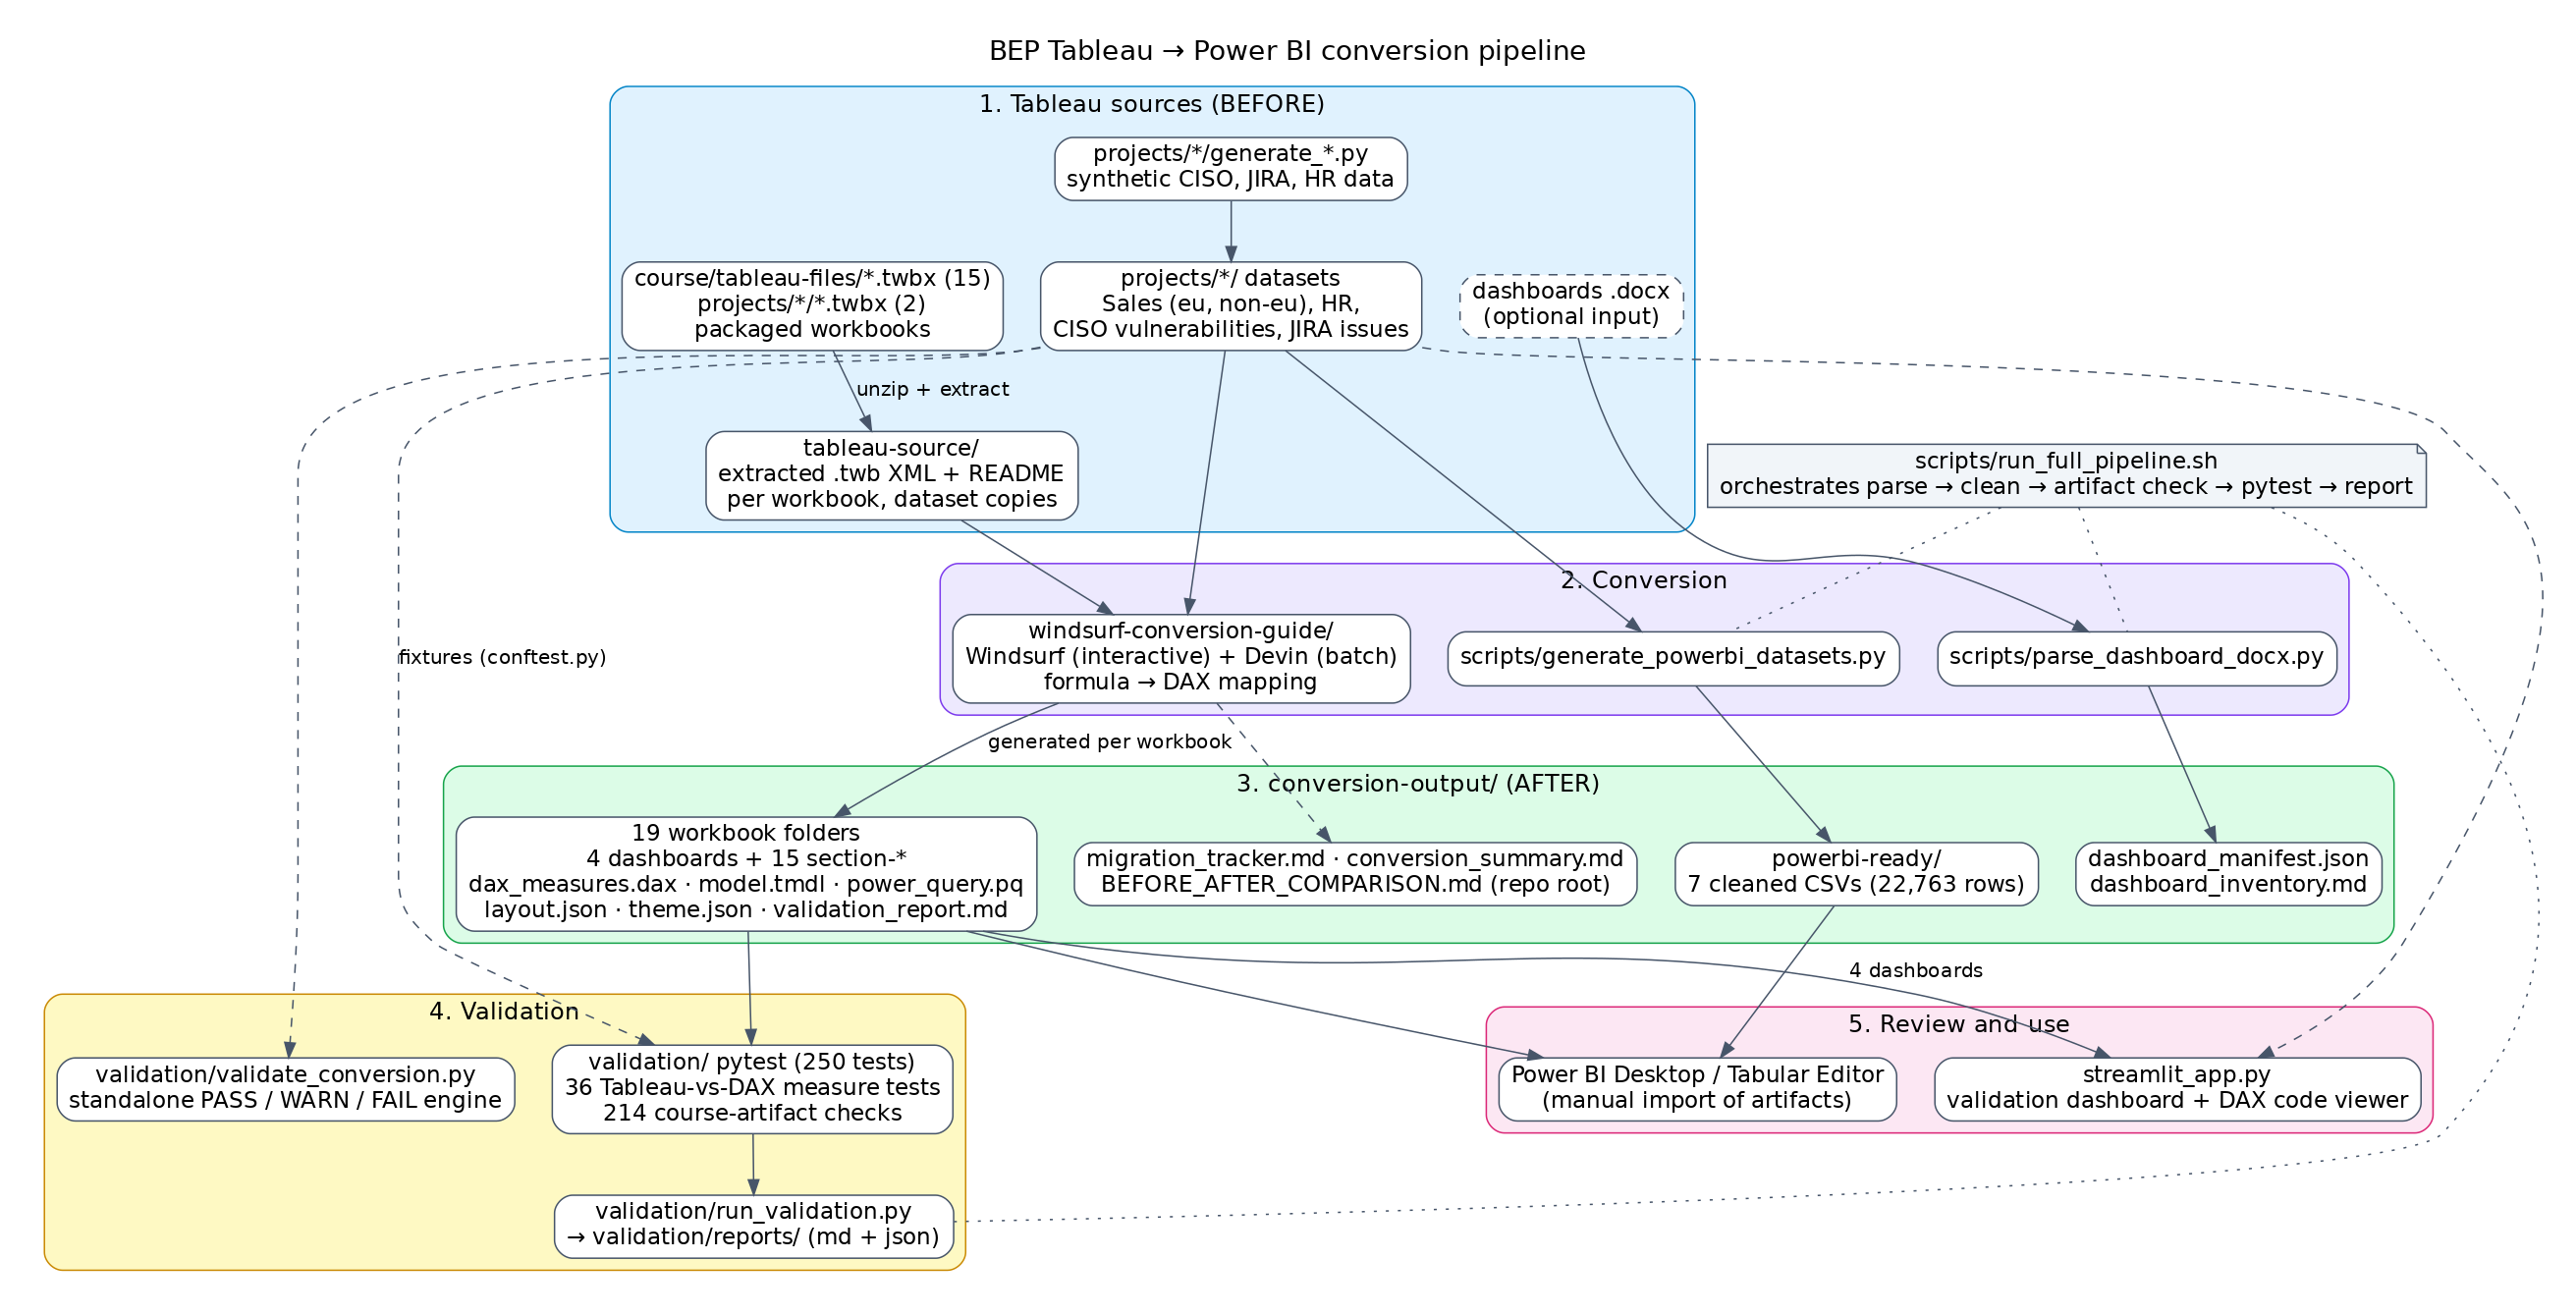 BEP Tableau → Power BI conversion pipeline
1. Tableau sources (BEFORE)
projects/*/generate_*.py
synthetic CISO, JIRA, HR data
course/tableau-files/*.twbx (15)
projects/*/*.twbx (2)
packaged workbooks
projects/*/ datasets
Sales (eu, non-eu), HR,
CISO vulnerabilities, JIRA issues
dashboards .docx
(optional input)
unzip + extract
tableau-source/
extracted .twb XML + README
per workbook, dataset copies
scripts/run_full_pipeline.sh
orchestrates parse → clean → artifact check → pytest → report
2. Conversion
windsurf-conversion-guide/
Windsurf (interactive) + Devin (batch)
formula → DAX mapping
scripts/generate_powerbi_datasets.py
scripts/parse_dashboard_docx.py
fixtures (conftest.py)
generated per workbook
3. conversion-output/ (AFTER)
19 workbook folders
4 dashboards + 15 section-*
dax_measures.dax · model.tmdl · power_query.pq
layout.json · theme.json · validation_report.md
migration_tracker.md · conversion_summary.md
BEFORE_AFTER_COMPARISON.md (repo root)
powerbi-ready/
7 cleaned CSVs (22,763 rows)
dashboard_manifest.json
dashboard_inventory.md
4 dashboards
4. Validation
validation/validate_conversion.py
standalone PASS / WARN / FAIL engine
validation/ pytest (250 tests)
36 Tableau-vs-DAX measure tests
214 course-artifact checks
validation/run_validation.py
→ validation/reports/ (md + json)
5. Review and use
Power BI Desktop / Tabular Editor
(manual import of artifacts)
streamlit_app.py
validation dashboard + DAX code viewer